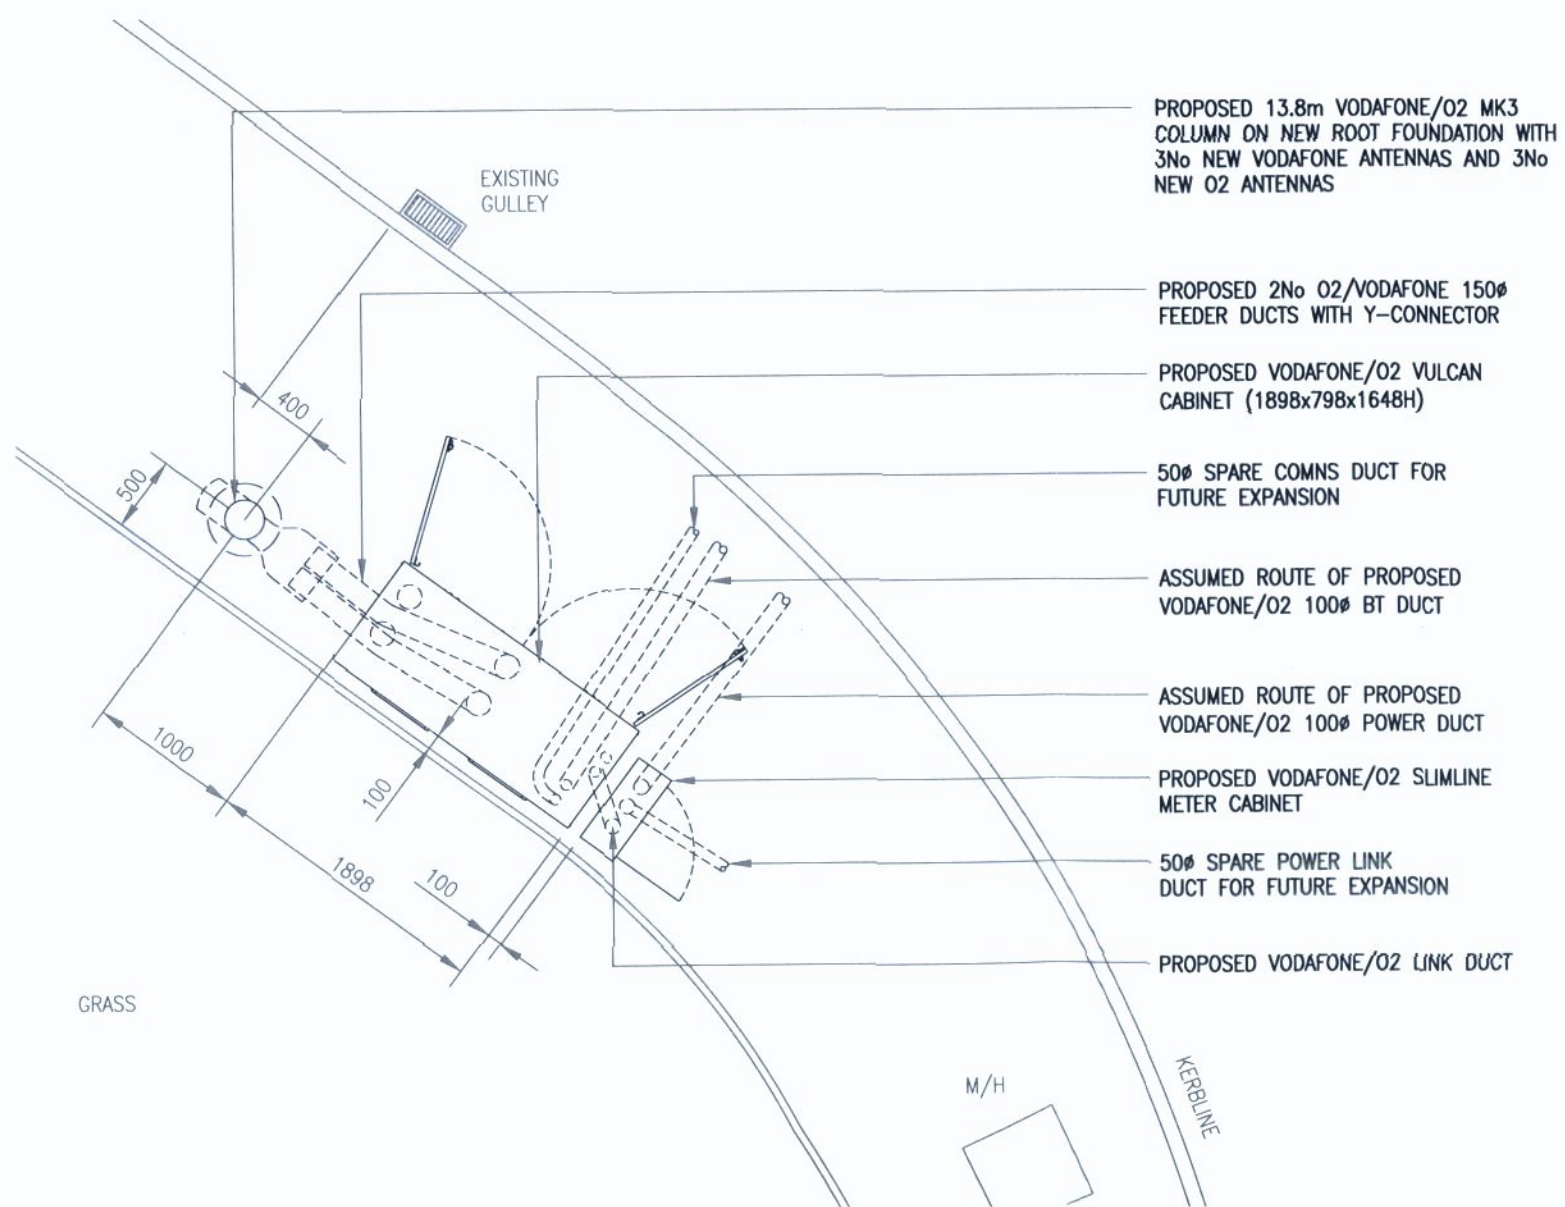 PROPOSED 13.8m VODAFONE/O2 MK3
COLUMN ON NEW ROOT FOUNDATION WITH
3No NEW VODAFONE ANTENNAS AND 3No
NEW O2 ANTENNAS
EXISTING
GULLEY
PROPOSED 2No O2/VODAFONE 150ø
FEEDER DUCTS WITH Y-CONNECTOR
PROPOSED VODAFONE/O2 VULCAN
CABINET (1898x798x1648H)
400
500
50ø SPARE COMNS DUCT FOR
FUTURE EXPANSION
ASSUMED ROUTE OF PROPOSED
VODAFONE/O2 100ø BT DUCT
ASSUMED ROUTE OF PROPOSED
VODAFONE/O2 100ø POWER DUCT
1000
100
PROPOSED VODAFONE/O2 SLIMLINE
METER CABINET
1898
100
50ø SPARE POWER LINK
DUCT FOR FUTURE EXPANSION
PROPOSED VODAFONE/O2 LINK DUCT
GRASS
M/H
KERBLINE